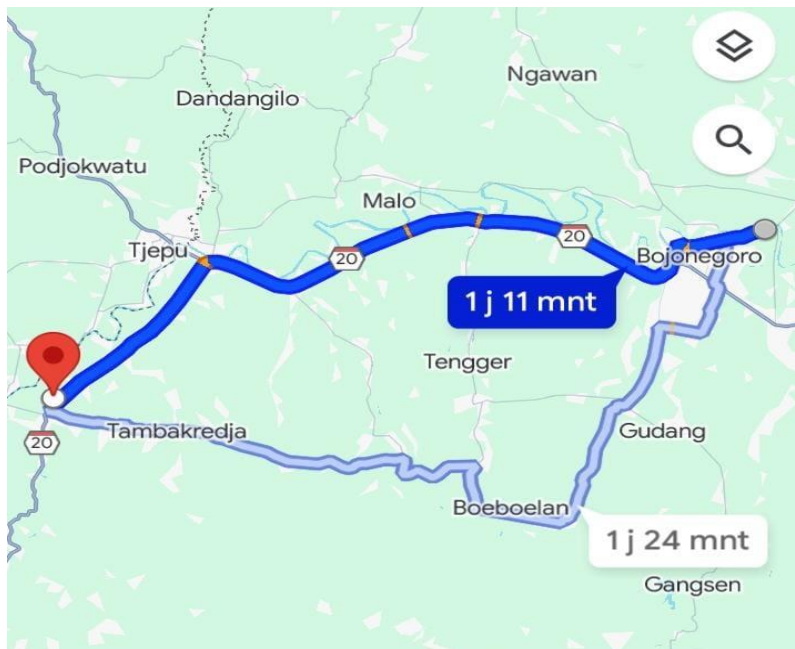 Ngawan
Dandangilo
Podjokwatu
Malo
Tjepu
20
20
Bojonegoro
1 j 11 mnt
Tengger
Tambakredja
20
Gudang
Boeboelan
1 j 24 mnt
Gangsen